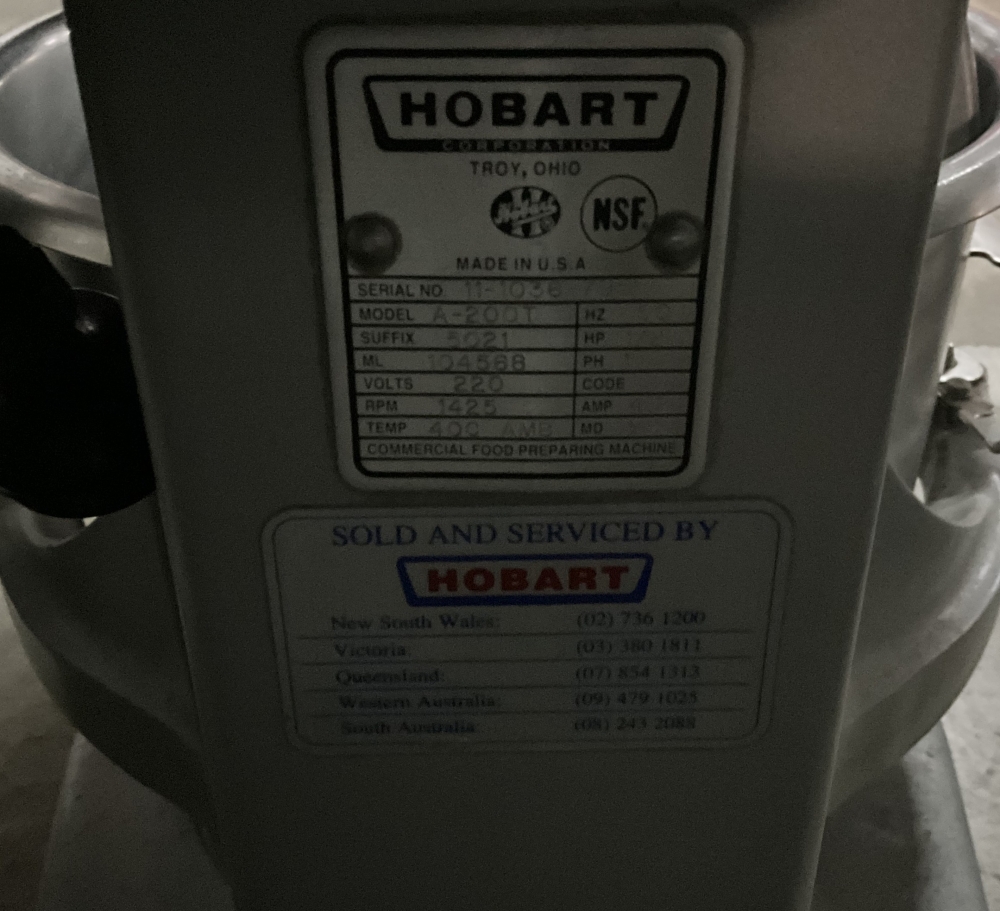 HOBART
CORPORATION
TROY, OHIO
NSF.
MADE IN U.S.A
SERIAL NO. 11-1036
MODEL A-200T HZ
SUFFIX 5021 HP
ML 104568 PH
VOLTS 220 CODE
RPM 1425 AMP
TEMP 40C AMB MD
COMMERCIAL FOOD PREPARING MACHINE
SOLD AND SERVICED BY
HOBART
New South Wales: (02) 736 1200
Victoria: (03) 380 1811
Queensland: (07) 854 1313
Western Australia: (09) 479 1025
South Australia: (08) 243 2088